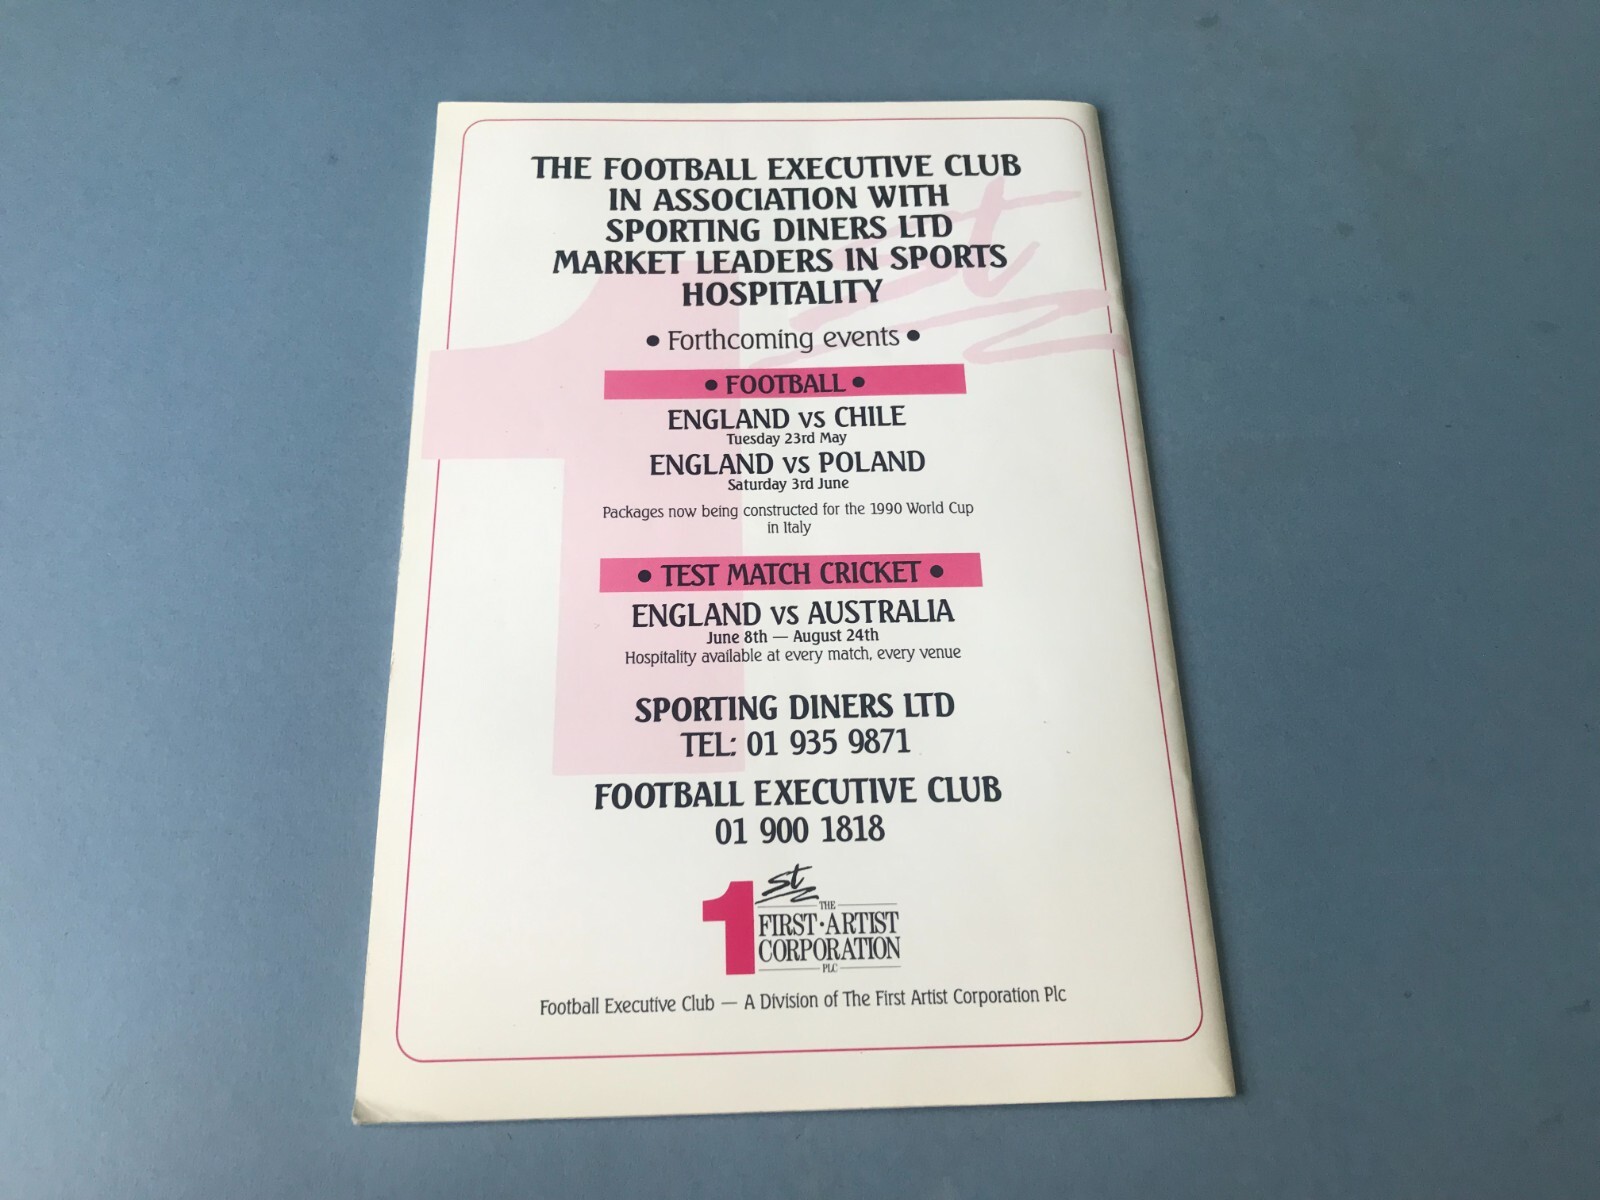 THE FOOTBALL EXECUTIVE CLUB
IN ASSOCIATION WITH
SPORTING DINERS LTD
MARKET LEADERS IN SPORTS
HOSPITALITY
1st
• Forthcoming events •
• FOOTBALL •
ENGLAND vs CHILE
Tuesday 23rd May
ENGLAND vs POLAND
Saturday 3rd June
Packages now being constructed for the 1990 World Cup
in Italy
• TEST MATCH CRICKET •
ENGLAND vs AUSTRALIA
June 8th — August 24th
Hospitality available at every match, every venue
SPORTING DINERS LTD
TEL: 01 935 9871
FOOTBALL EXECUTIVE CLUB
01 900 1818
1st
THE
FIRST•ARTIST
CORPORATION
PLC
Football Executive Club — A Division of The First Artist Corporation Plc